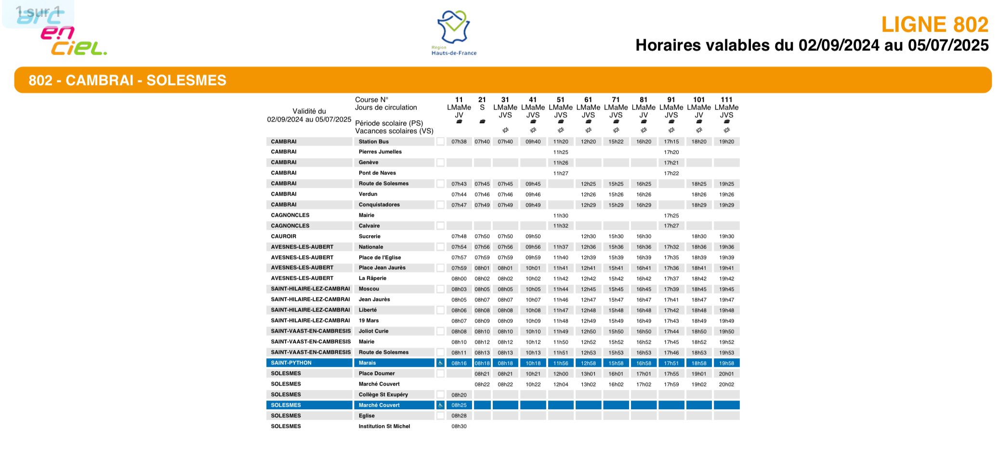 1 sur 1
arc
en
ciel.
Région
Hauts-de-France
LIGNE 802
Horaires valables du 02/09/2024 au 05/07/2025
802 - CAMBRAI - SOLESMES
Validité du
02/09/2024 au 05/07/2025
Course N° 11 21 31 41 51 61 71 81 91 101 111
Jours de circulation LMaMe S LMaMe LMaMe LMaMe LMaMe LMaMe LMaMe LMaMe LMaMe LMaMe
JV JVS JVS JVS JVS JVS JV JVS JV JVS
Période scolaire (PS)
Vacances scolaires (VS)
CAMBRAI Station Bus 07h38 07h40 07h40 09h40 11h20 12h20 15h22 16h20 17h15 18h20 19h20
CAMBRAI Pierres Jumelles 11h25 17h20
CAMBRAI Genève 11h26 17h21
CAMBRAI Pont de Naves 11h27 17h22
CAMBRAI Route de Solesmes 07h43 07h45 07h45 09h45 12h25 15h25 16h25 18h25 19h25
CAMBRAI Verdun 07h44 07h46 07h46 09h46 12h26 15h26 16h26 18h26 19h26
CAMBRAI Conquistadores 07h47 07h49 07h49 09h49 12h29 15h29 16h29 18h29 19h29
CAGNONCLES Mairie 11h30 17h25
CAGNONCLES Calvaire 11h32 17h27
CAUROIR Sucrerie 07h48 07h50 07h50 09h50 12h30 15h30 16h30 18h30 19h30
AVESNES-LES-AUBERT Nationale 07h54 07h56 07h56 09h56 11h37 12h36 15h36 16h36 17h32 18h36 19h36
AVESNES-LES-AUBERT Place de l'Eglise 07h57 07h59 07h59 09h59 11h40 12h39 15h39 16h39 17h35 18h39 19h39
AVESNES-LES-AUBERT Place Jean Jaurès 07h59 08h01 08h01 10h01 11h41 12h41 15h41 16h41 17h36 18h41 19h41
AVESNES-LES-AUBERT La Râperie 08h00 08h02 08h02 10h02 11h42 12h42 15h42 16h42 17h37 18h42 19h42
SAINT-HILAIRE-LEZ-CAMBRAI Moscou 08h03 08h05 08h05 10h05 11h44 12h45 15h45 16h45 17h39 18h45 19h45
SAINT-HILAIRE-LEZ-CAMBRAI Jean Jaurès 08h05 08h07 08h07 10h07 11h46 12h47 15h47 16h47 17h41 18h47 19h47
SAINT-HILAIRE-LEZ-CAMBRAI Liberté 08h06 08h08 08h08 10h08 11h47 12h48 15h48 16h48 17h42 18h48 19h48
SAINT-HILAIRE-LEZ-CAMBRAI 19 Mars 08h07 08h09 08h09 10h09 11h48 12h49 15h49 16h49 17h43 18h49 19h49
SAINT-VAAST-EN-CAMBRESIS Joliot Curie 08h08 08h10 08h10 10h10 11h49 12h50 15h50 16h50 17h44 18h50 19h50
SAINT-VAAST-EN-CAMBRESIS Mairie 08h10 08h12 08h12 10h12 11h50 12h52 15h52 16h52 17h45 18h52 19h52
SAINT-VAAST-EN-CAMBRESIS Route de Solesmes 08h11 08h13 08h13 10h13 11h51 12h53 15h53 16h53 17h46 18h53 19h53
SAINT-PYTHON Marais 08h16 08h18 08h18 10h18 11h56 12h58 15h58 16h58 17h51 18h58 19h58
SOLESMES Place Doumer 08h21 08h21 10h21 12h00 13h01 16h01 17h01 17h55 19h01 20h01
SOLESMES Marché Couvert 08h22 08h22 10h22 12h04 13h02 16h02 17h02 17h59 19h02 20h02
SOLESMES Collège St Exupéry 08h20
SOLESMES Marché Couvert 08h25
SOLESMES Eglise 08h28
SOLESMES Institution St Michel 08h30